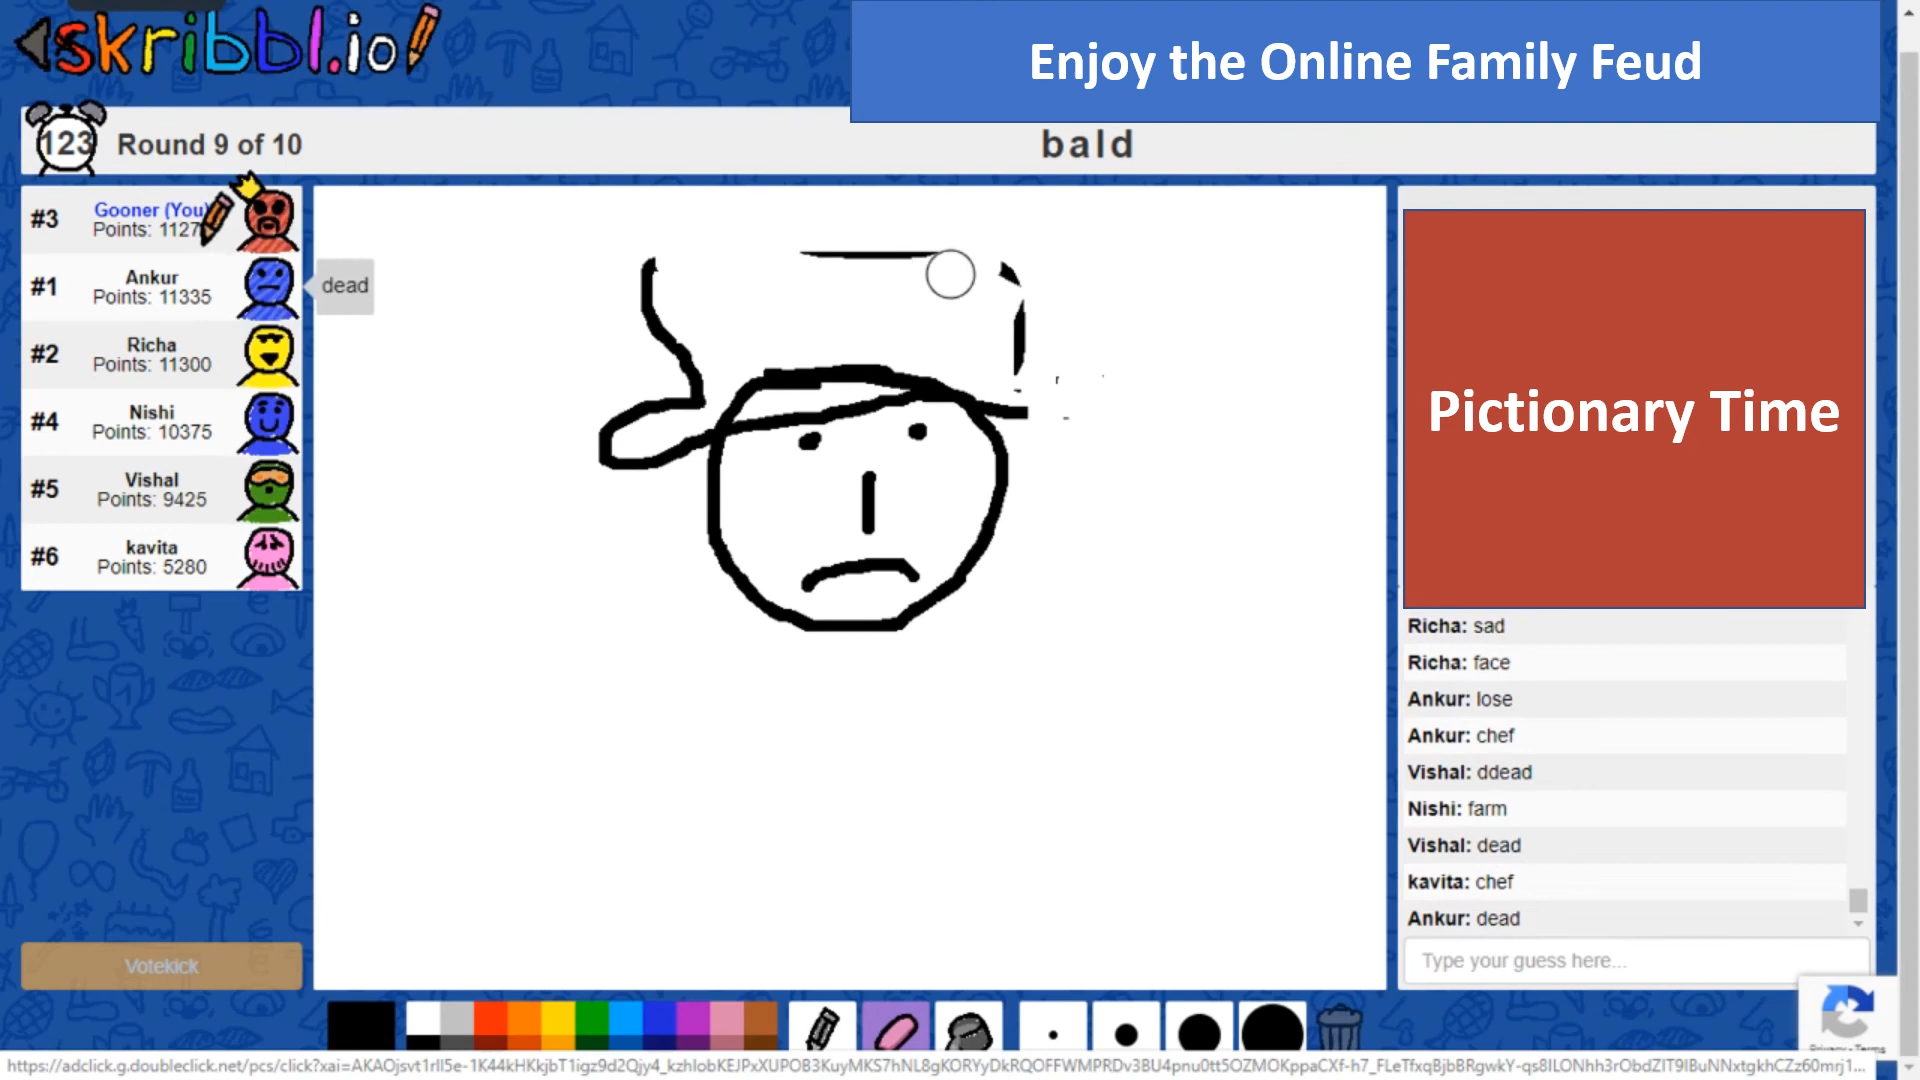 skribbl.io
Enjoy the Online Family Feud
123
Round 9 of 10
bald
#3
Gooner (You)
Points: 1127
#1
Ankur
Points: 11335
dead
#2
Richa
Points: 11300
#4
Nishi
Points: 10375
#5
Vishal
Points: 9425
#6
kavita
Points: 5280
Votekick
Pictionary Time
Richa: sad
Richa: face
Ankur: lose
Ankur: chef
Vishal: ddead
Nishi: farm
Vishal: dead
kavita: chef
Ankur: dead
Type your guess here...